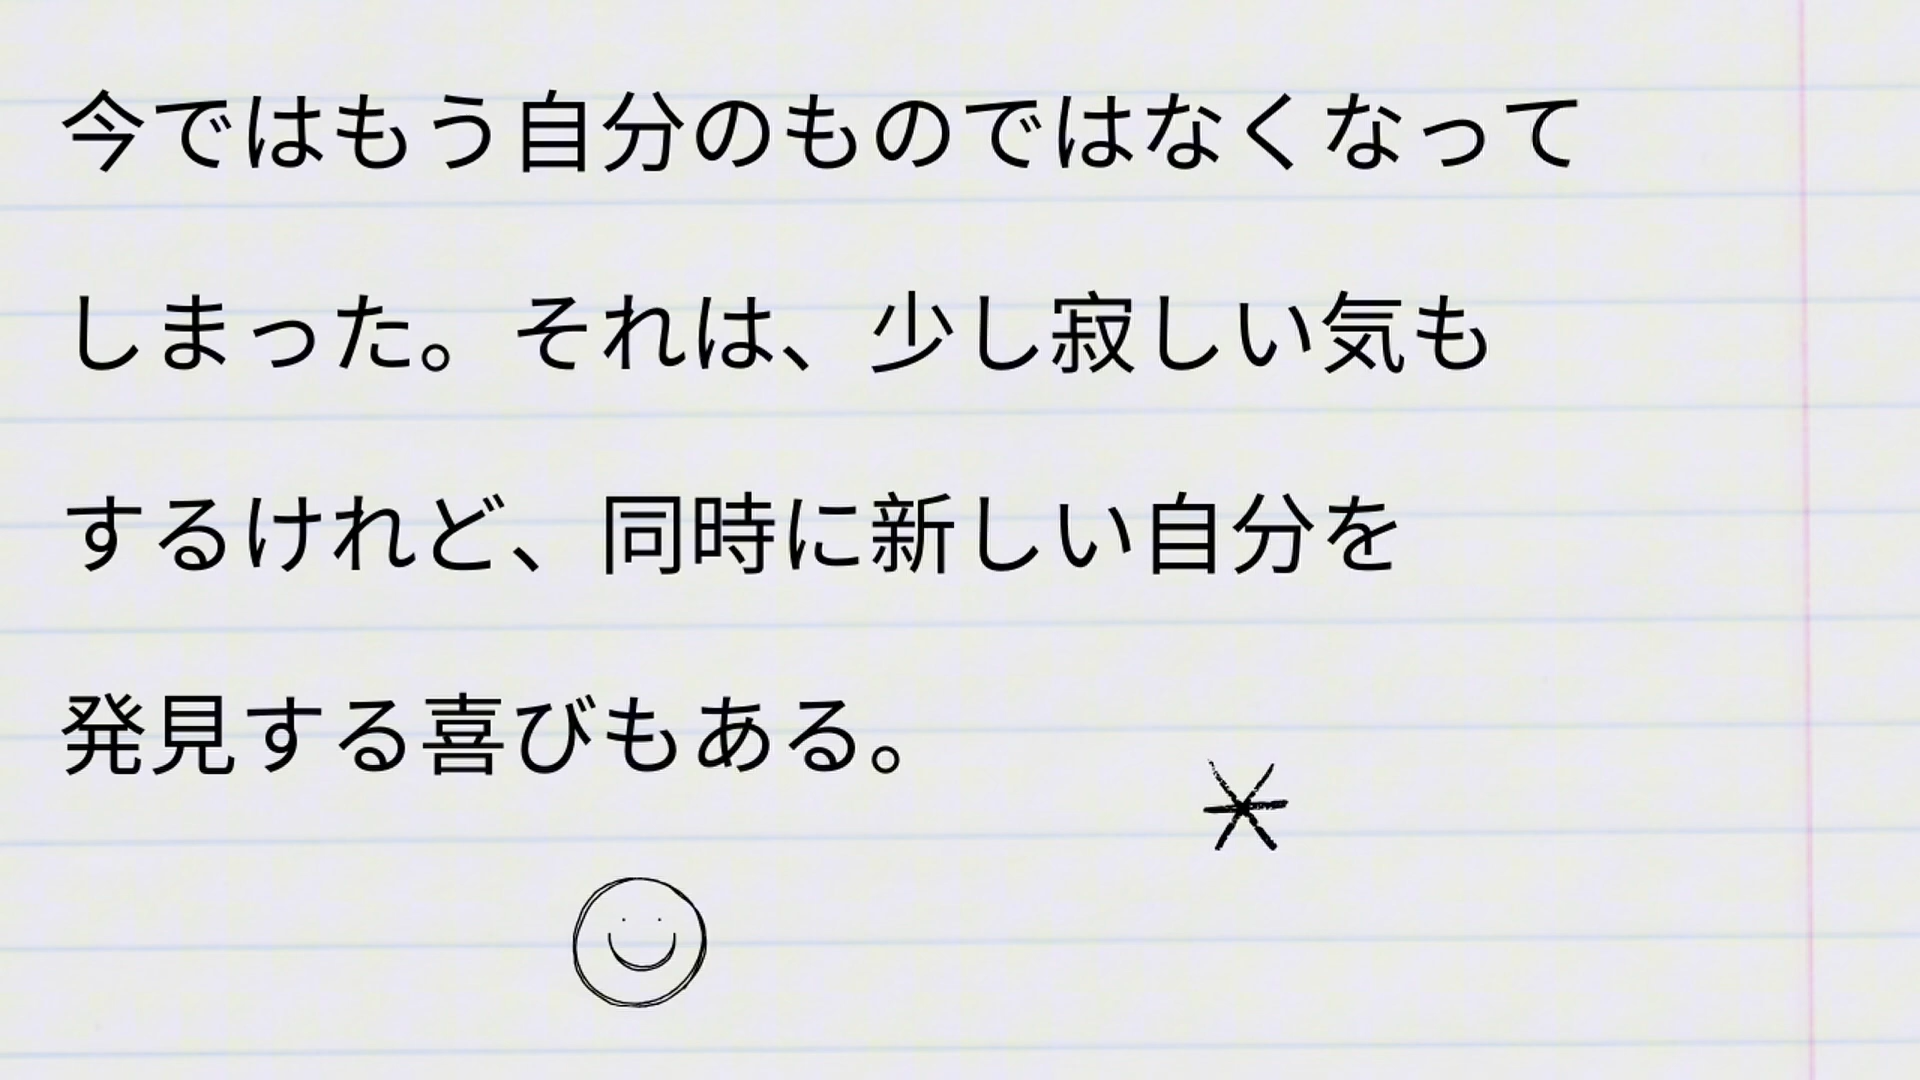 今ではもう自分のものではなくなって
しまった。それは、少し寂しい気も
するけれど、同時に新しい自分を
発見する喜びもある。